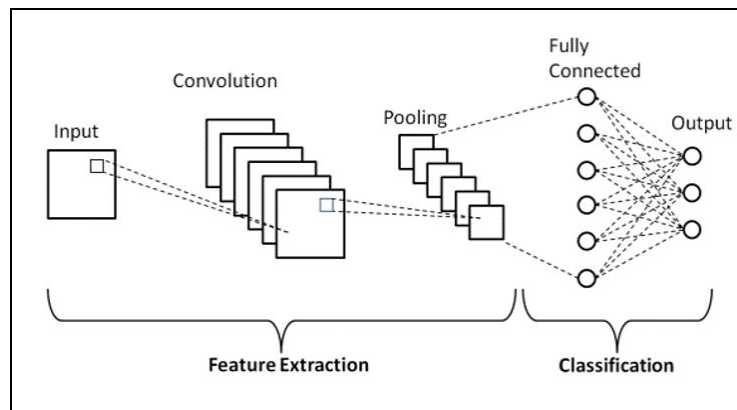 Input
Convolution
Pooling
Fully
Connected
Output
Feature Extraction
Classification